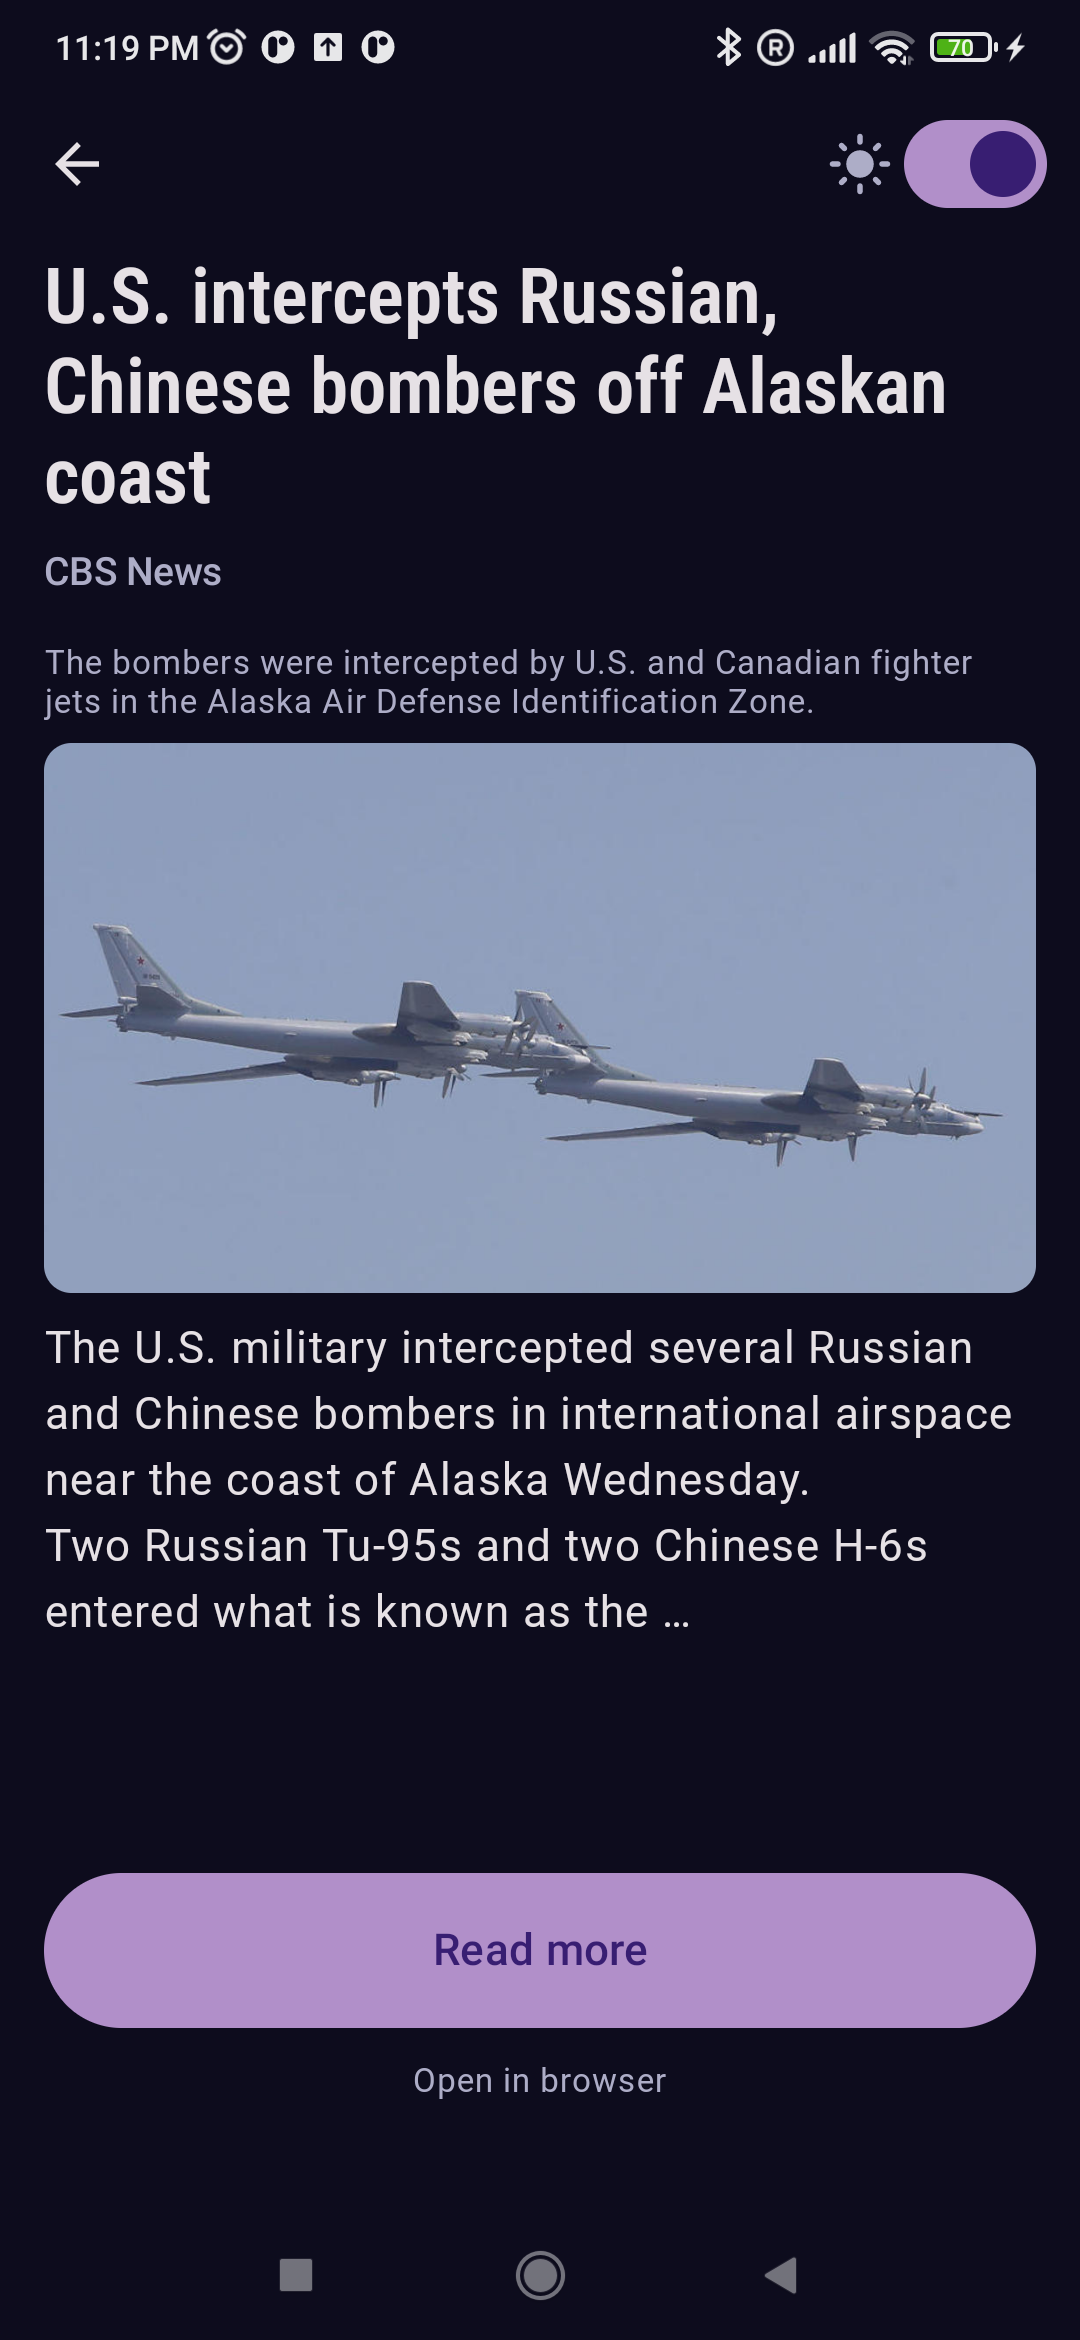 11:19 PM
R
70
U.S. intercepts Russian,
Chinese bombers off Alaskan
coast
CBS News
The bombers were intercepted by U.S. and Canadian fighter
jets in the Alaska Air Defense Identification Zone.
The U.S. military intercepted several Russian
and Chinese bombers in international airspace
near the coast of Alaska Wednesday.
Two Russian Tu-95s and two Chinese H-6s
entered what is known as the …
Read more
Open in browser